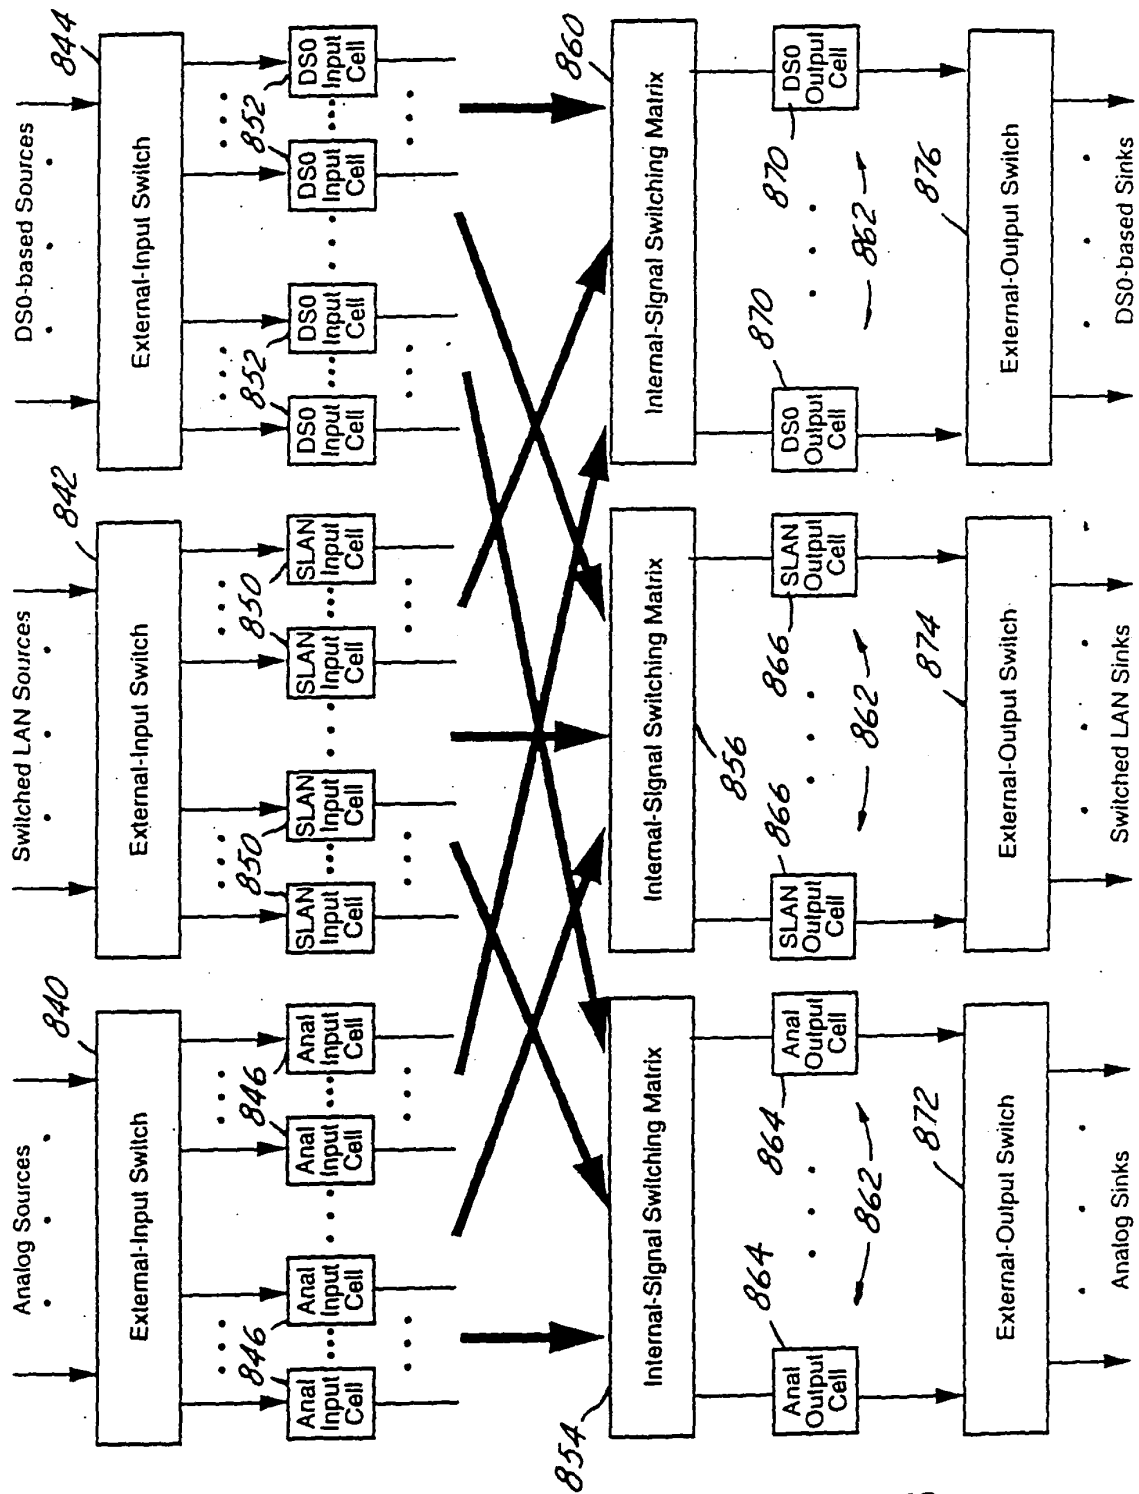 Analog Sources
Switched LAN Sources
DS0-based Sources
840
842
844
External-Input Switch
External-Input Switch
External-Input Switch
846
846
850
850
852
852
Anal Input Cell
Anal Input Cell
Anal Input Cell
Anal Input Cell
SLAN Input Cell
SLAN Input Cell
SLAN Input Cell
SLAN Input Cell
DS0 Input Cell
DS0 Input Cell
DS0 Input Cell
DS0 Input Cell
854
860
Internal-Signal Switching Matrix
Internal-Signal Switching Matrix
Internal-Signal Switching Matrix
856
864
864
866
866
870
870
Anal Output Cell
Anal Output Cell
SLAN Output Cell
SLAN Output Cell
DS0 Output Cell
DS0 Output Cell
862
862
862
872
874
876
External-Output Switch
External-Output Switch
External-Output Switch
Analog Sinks
Switched LAN Sinks
DS0-based Sinks